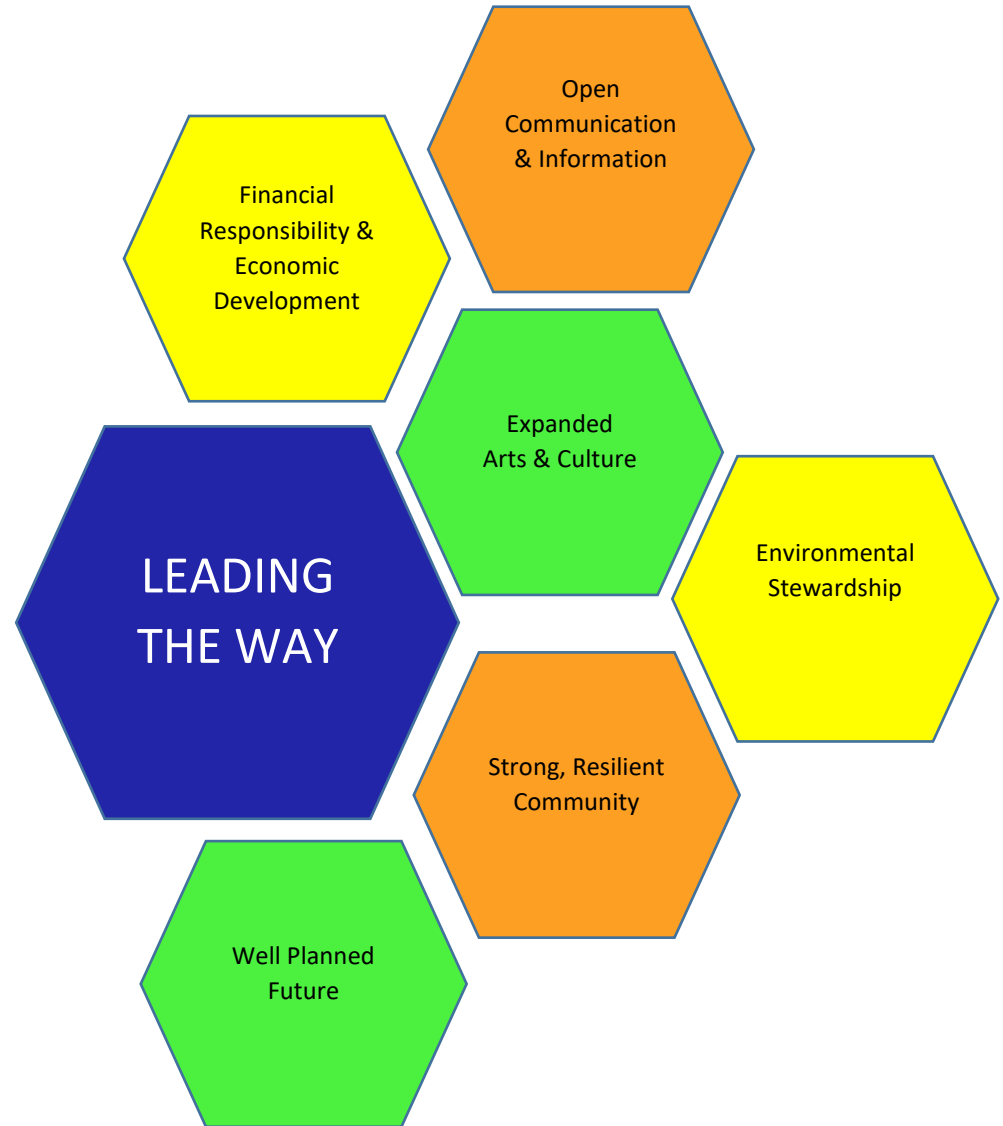 Open
Communication
& Information
Financial
Responsibility &
Economic
Development
Expanded
Arts & Culture
Environmental
Stewardship
LEADING
THE WAY
Strong, Resilient
Community
Well Planned
Future